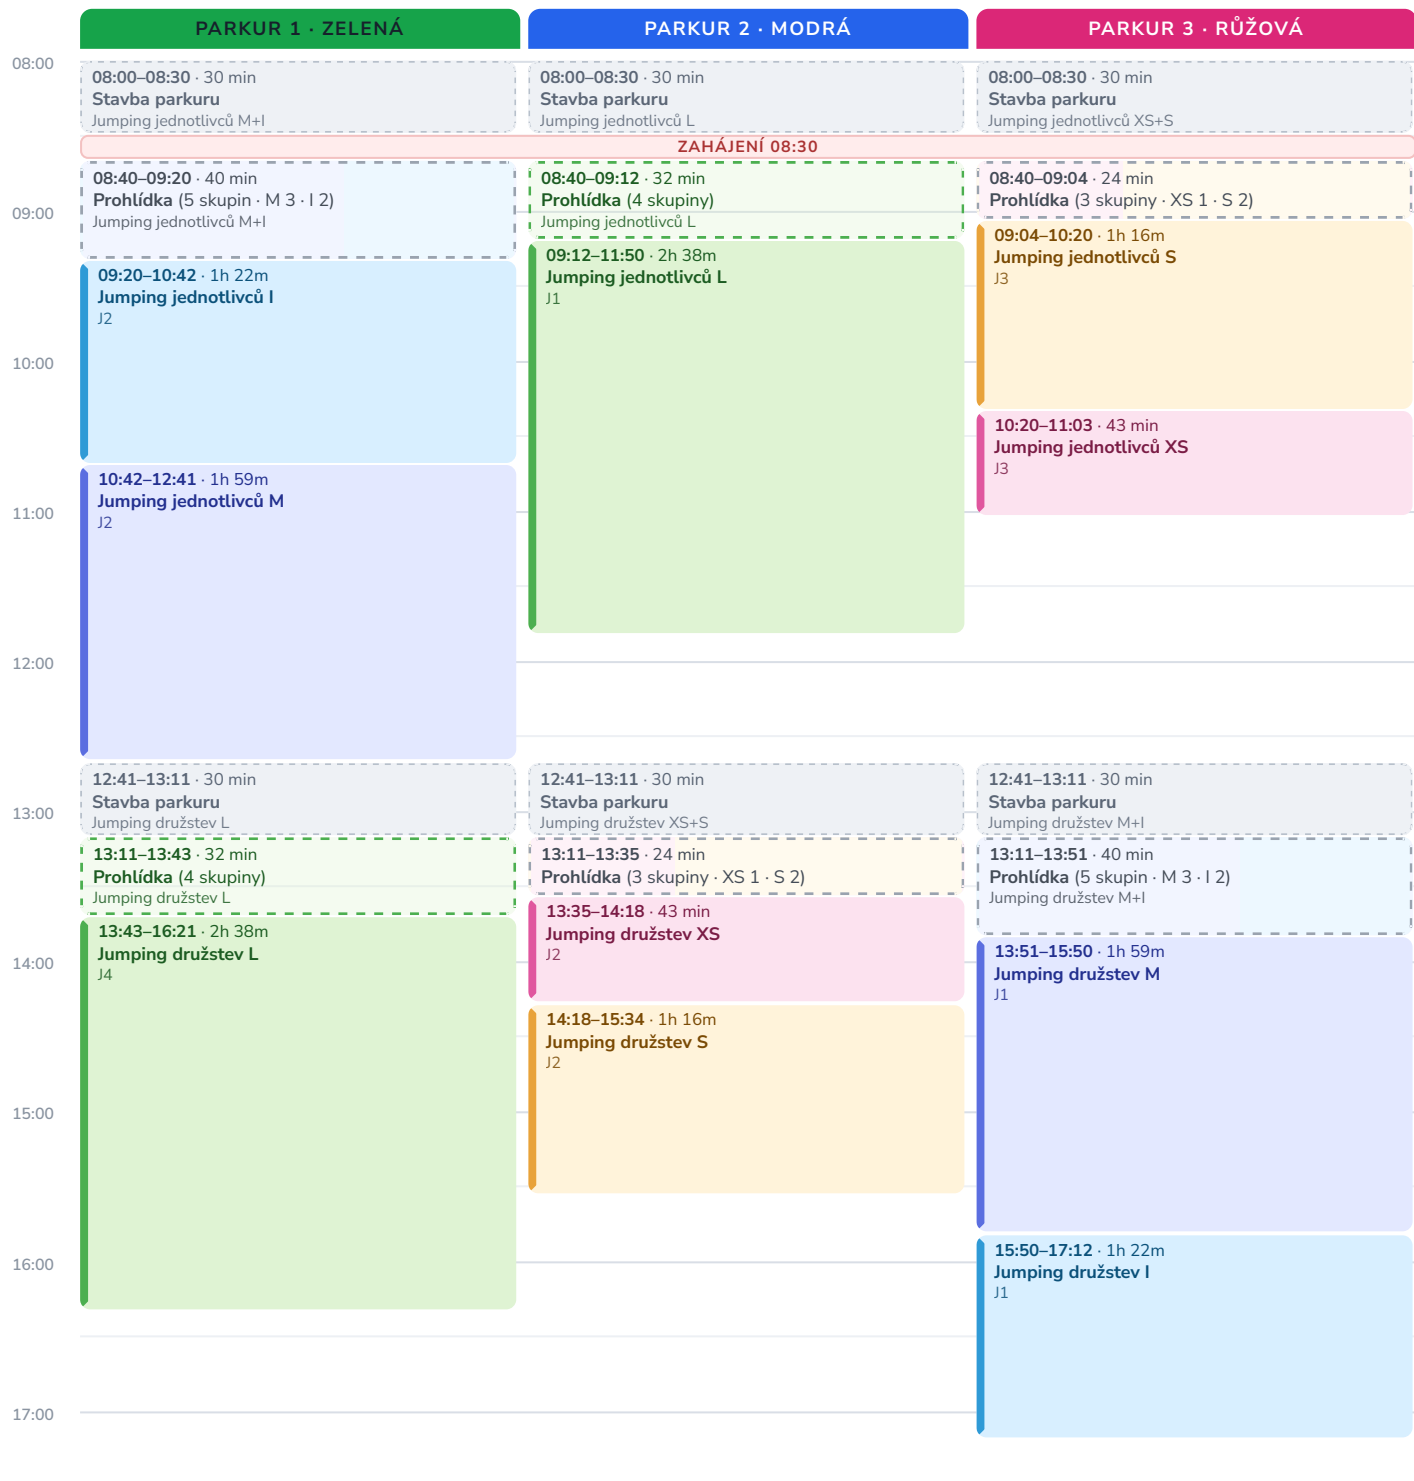 PARKUR 1 · ZELENÁ
PARKUR 2 · MODRÁ
PARKUR 3 · RŮŽOVÁ
08:00
09:00
10:00
11:00
12:00
13:00
14:00
15:00
16:00
17:00
ZAHÁJENÍ 08:30
08:00–08:30 · 30 min
Stavba parkuru
Jumping jednotlivců M+I
08:40–09:20 · 40 min
Prohlídka (5 skupin · M 3 · I 2)
Jumping jednotlivců M+I
09:20–10:42 · 1h 22m
Jumping jednotlivců I
J2
10:42–12:41 · 1h 59m
Jumping jednotlivců M
J2
12:41–13:11 · 30 min
Stavba parkuru
Jumping družstev L
13:11–13:43 · 32 min
Prohlídka (4 skupiny)
Jumping družstev L
13:43–16:21 · 2h 38m
Jumping družstev L
J4
08:00–08:30 · 30 min
Stavba parkuru
Jumping jednotlivců L
08:40–09:12 · 32 min
Prohlídka (4 skupiny)
Jumping jednotlivců L
09:12–11:50 · 2h 38m
Jumping jednotlivců L
J1
12:41–13:11 · 30 min
Stavba parkuru
Jumping družstev XS+S
13:11–13:35 · 24 min
Prohlídka (3 skupiny · XS 1 · S 2)
13:35–14:18 · 43 min
Jumping družstev XS
J2
14:18–15:34 · 1h 16m
Jumping družstev S
J2
08:00–08:30 · 30 min
Stavba parkuru
Jumping jednotlivců XS+S
08:40–09:04 · 24 min
Prohlídka (3 skupiny · XS 1 · S 2)
09:04–10:20 · 1h 16m
Jumping jednotlivců S
J3
10:20–11:03 · 43 min
Jumping jednotlivců XS
J3
12:41–13:11 · 30 min
Stavba parkuru
Jumping družstev M+I
13:11–13:51 · 40 min
Prohlídka (5 skupin · M 3 · I 2)
Jumping družstev M+I
13:51–15:50 · 1h 59m
Jumping družstev M
J1
15:50–17:12 · 1h 22m
Jumping družstev I
J1